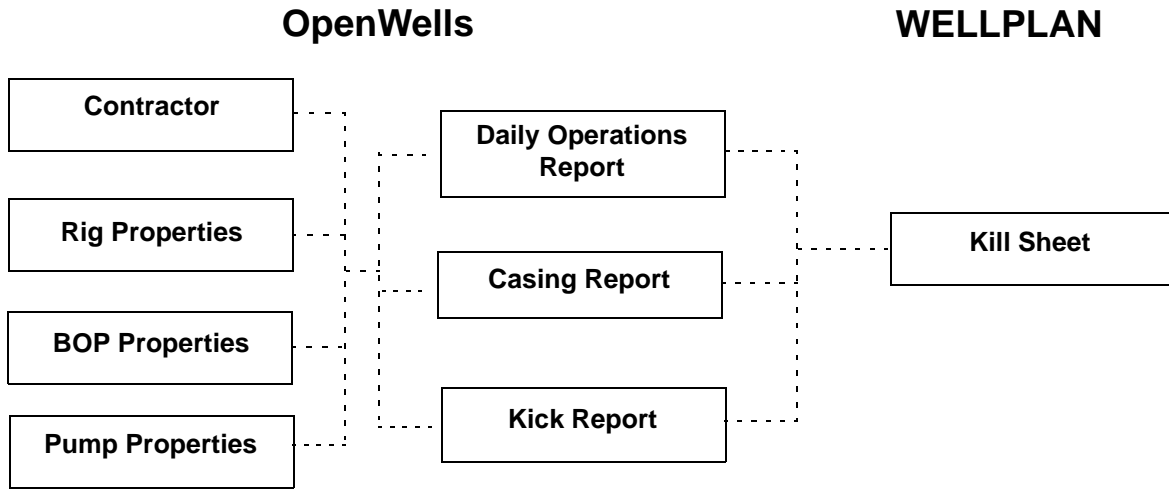 OpenWells
WELLPLAN
Contractor
Rig Properties
BOP Properties
Pump Properties
Daily Operations
Report
Casing Report
Kick Report
Kill Sheet